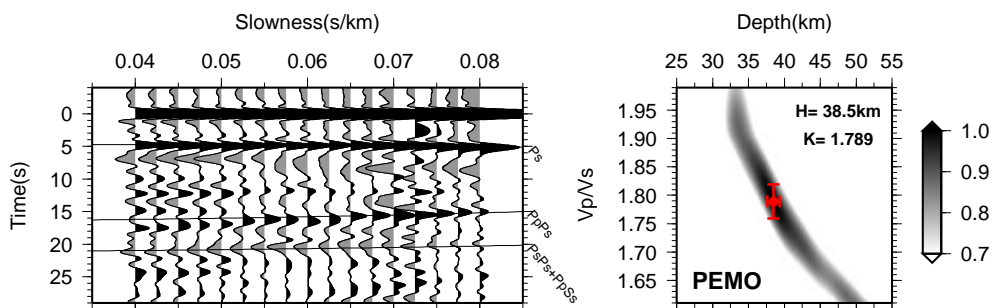 Slowness(s/km)
0.04 0.05 0.06 0.07 0.08
Time(s)
0
5
10
15
20
25
Ps
PpPs
PsPs+PpSs
Depth(km)
25 30 35 40 45 50 55
Vp/Vs
1.95
1.90
1.85
1.80
1.75
1.70
1.65
H= 38.5km
K= 1.789
PEMO
1.0
0.9
0.8
0.7